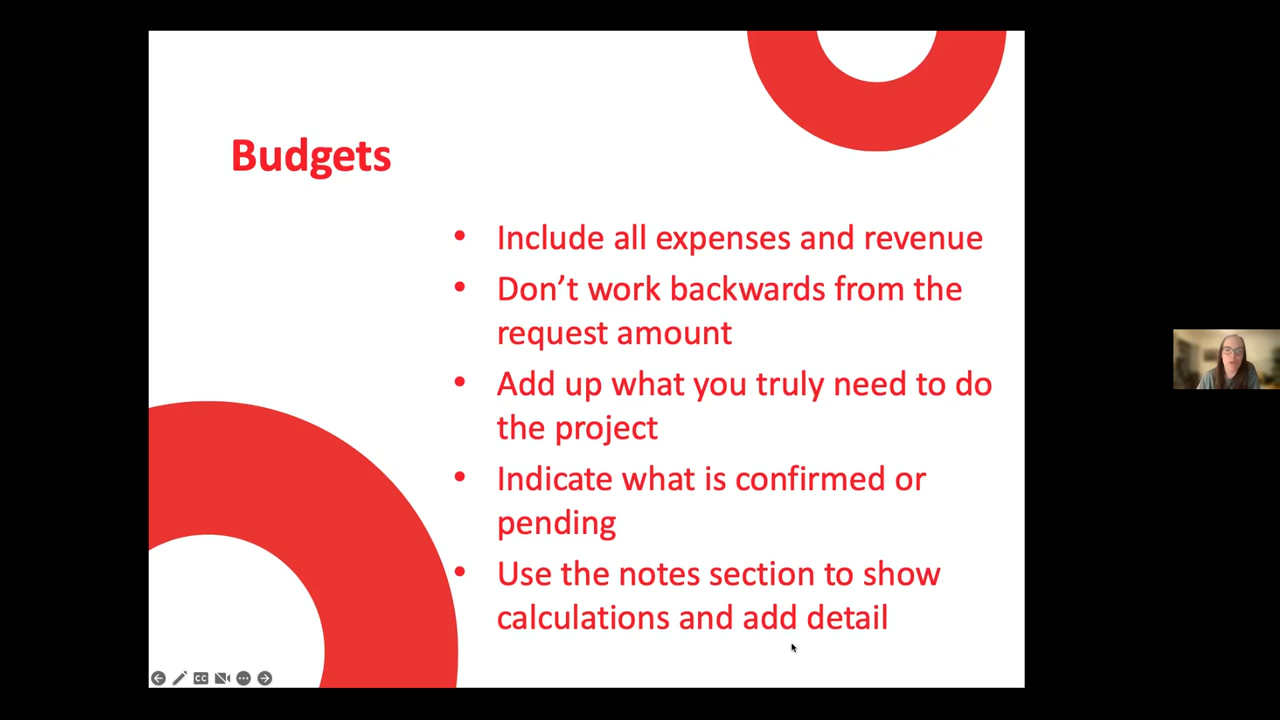 Budgets
• Include all expenses and revenue
• Don’t work backwards from the
request amount
• Add up what you truly need to do
the project
• Indicate what is confirmed or
pending
• Use the notes section to show
calculations and add detail
CC